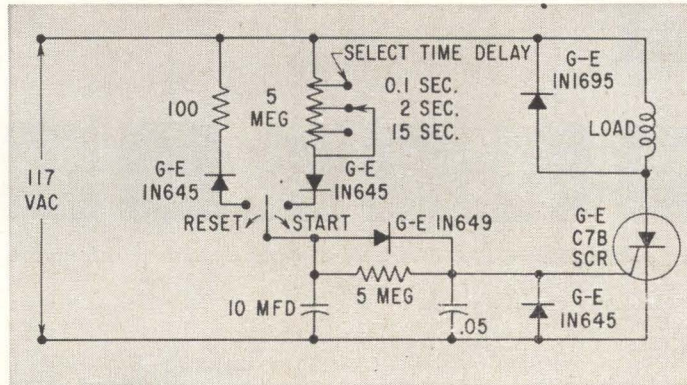 SELECT TIME DELAY
G-E
IN1695
100
5
MEG
0.1 SEC.
2 SEC.
15 SEC.
LOAD
117
VAC
G-E
IN645
G-E
IN645
RESET
START
G-E IN649
G-E
C7B
SCR
10 MFD
5 MEG
.05
G-E
IN645